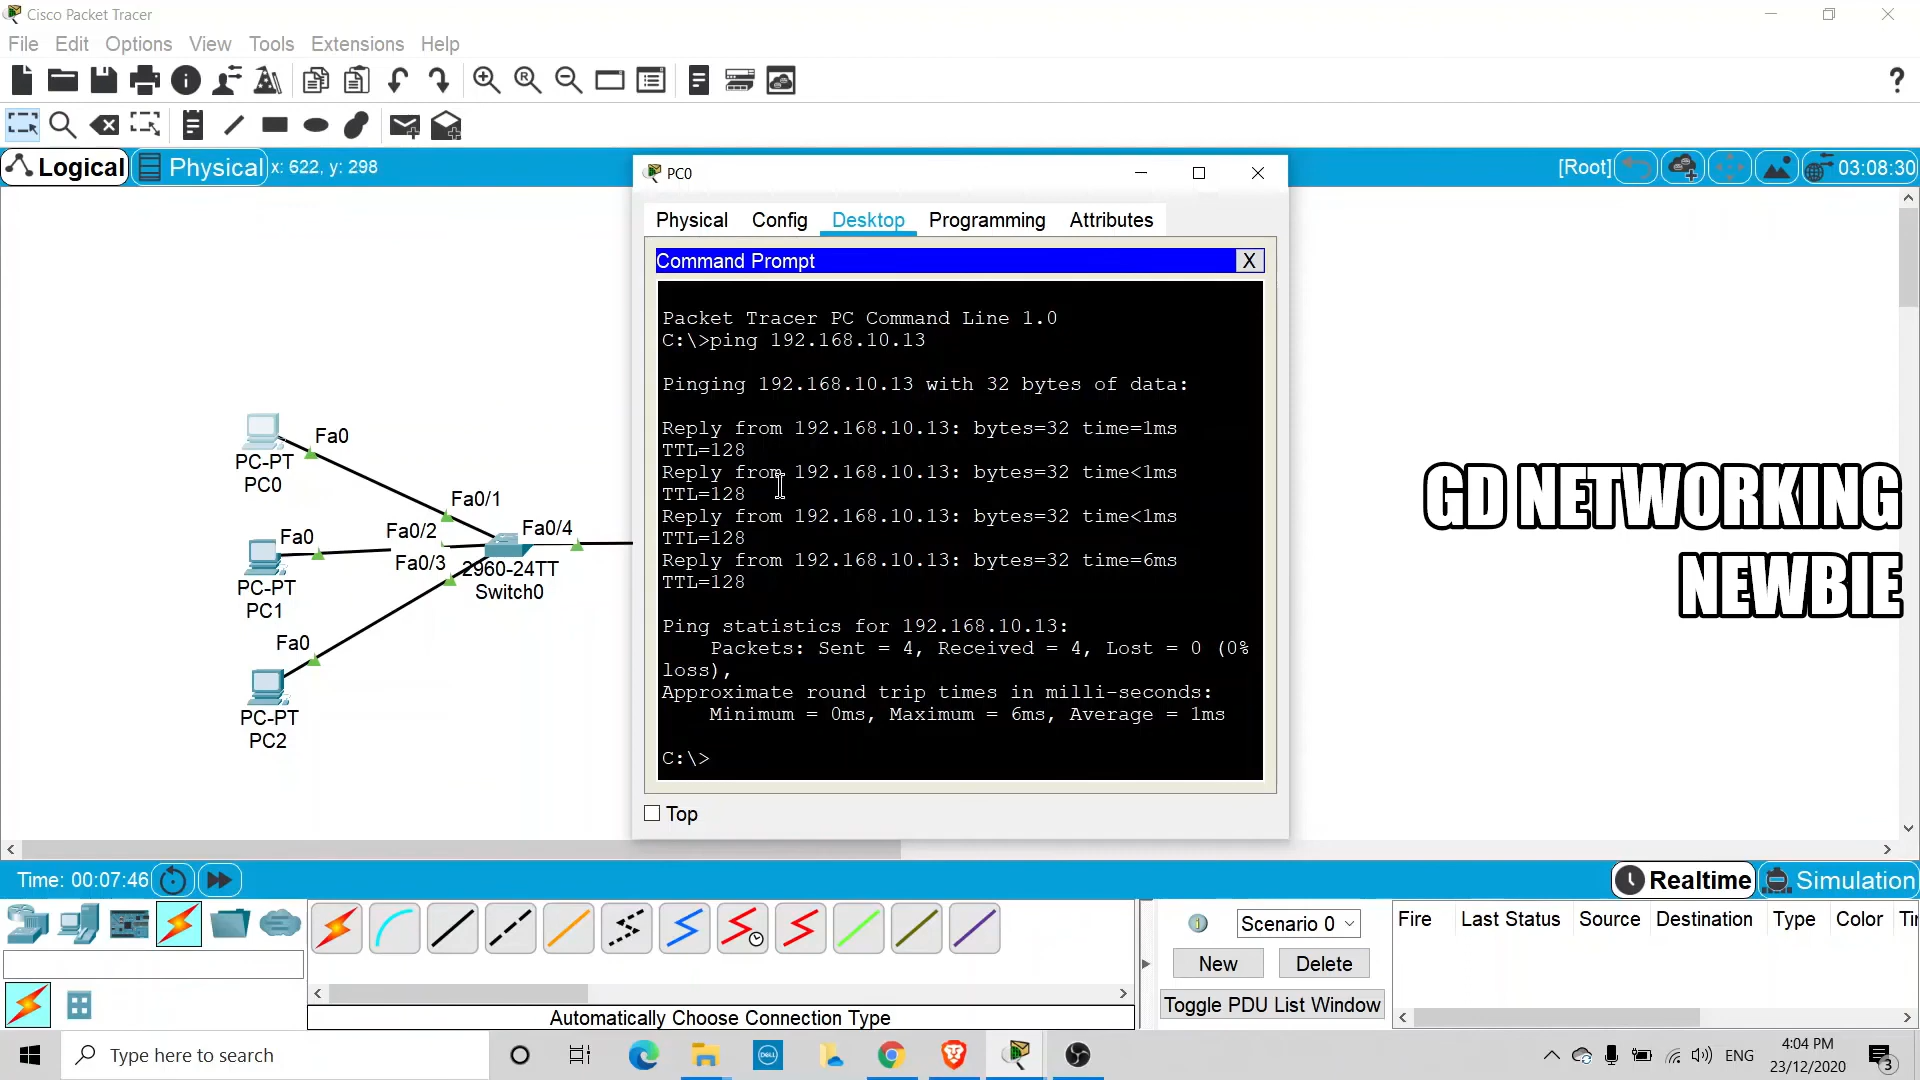 Cisco Packet Tracer
File Edit Options View Tools Extensions Help
Logical Physical x: 622, y: 298 [Root] 03:08:30
PC0
Physical Config Desktop Programming Attributes
Command Prompt X
Packet Tracer PC Command Line 1.0
C:\>ping 192.168.10.13
Pinging 192.168.10.13 with 32 bytes of data:
Reply from 192.168.10.13: bytes=32 time=1ms
TTL=128
Reply from 192.168.10.13: bytes=32 time<1ms
TTL=128
Reply from 192.168.10.13: bytes=32 time<1ms
TTL=128
Reply from 192.168.10.13: bytes=32 time=6ms
TTL=128
Ping statistics for 192.168.10.13:
Packets: Sent = 4, Received = 4, Lost = 0 (0%
loss),
Approximate round trip times in milli-seconds:
Minimum = 0ms, Maximum = 6ms, Average = 1ms
C:\>
Top
Fa0
PC-PT
PC0
Fa0/1
Fa0
Fa0/2
Fa0/4
Fa0/3
2960-24TT
Switch0
PC-PT
PC1
Fa0
PC-PT
PC2
GD NETWORKING
NEWBIE
Time: 00:07:46 Realtime Simulation
Scenario 0
New Delete
Toggle PDU List Window
Fire Last Status Source Destination Type Color
Automatically Choose Connection Type
Type here to search
DELL
ENG
4:04 PM
23/12/2020
3